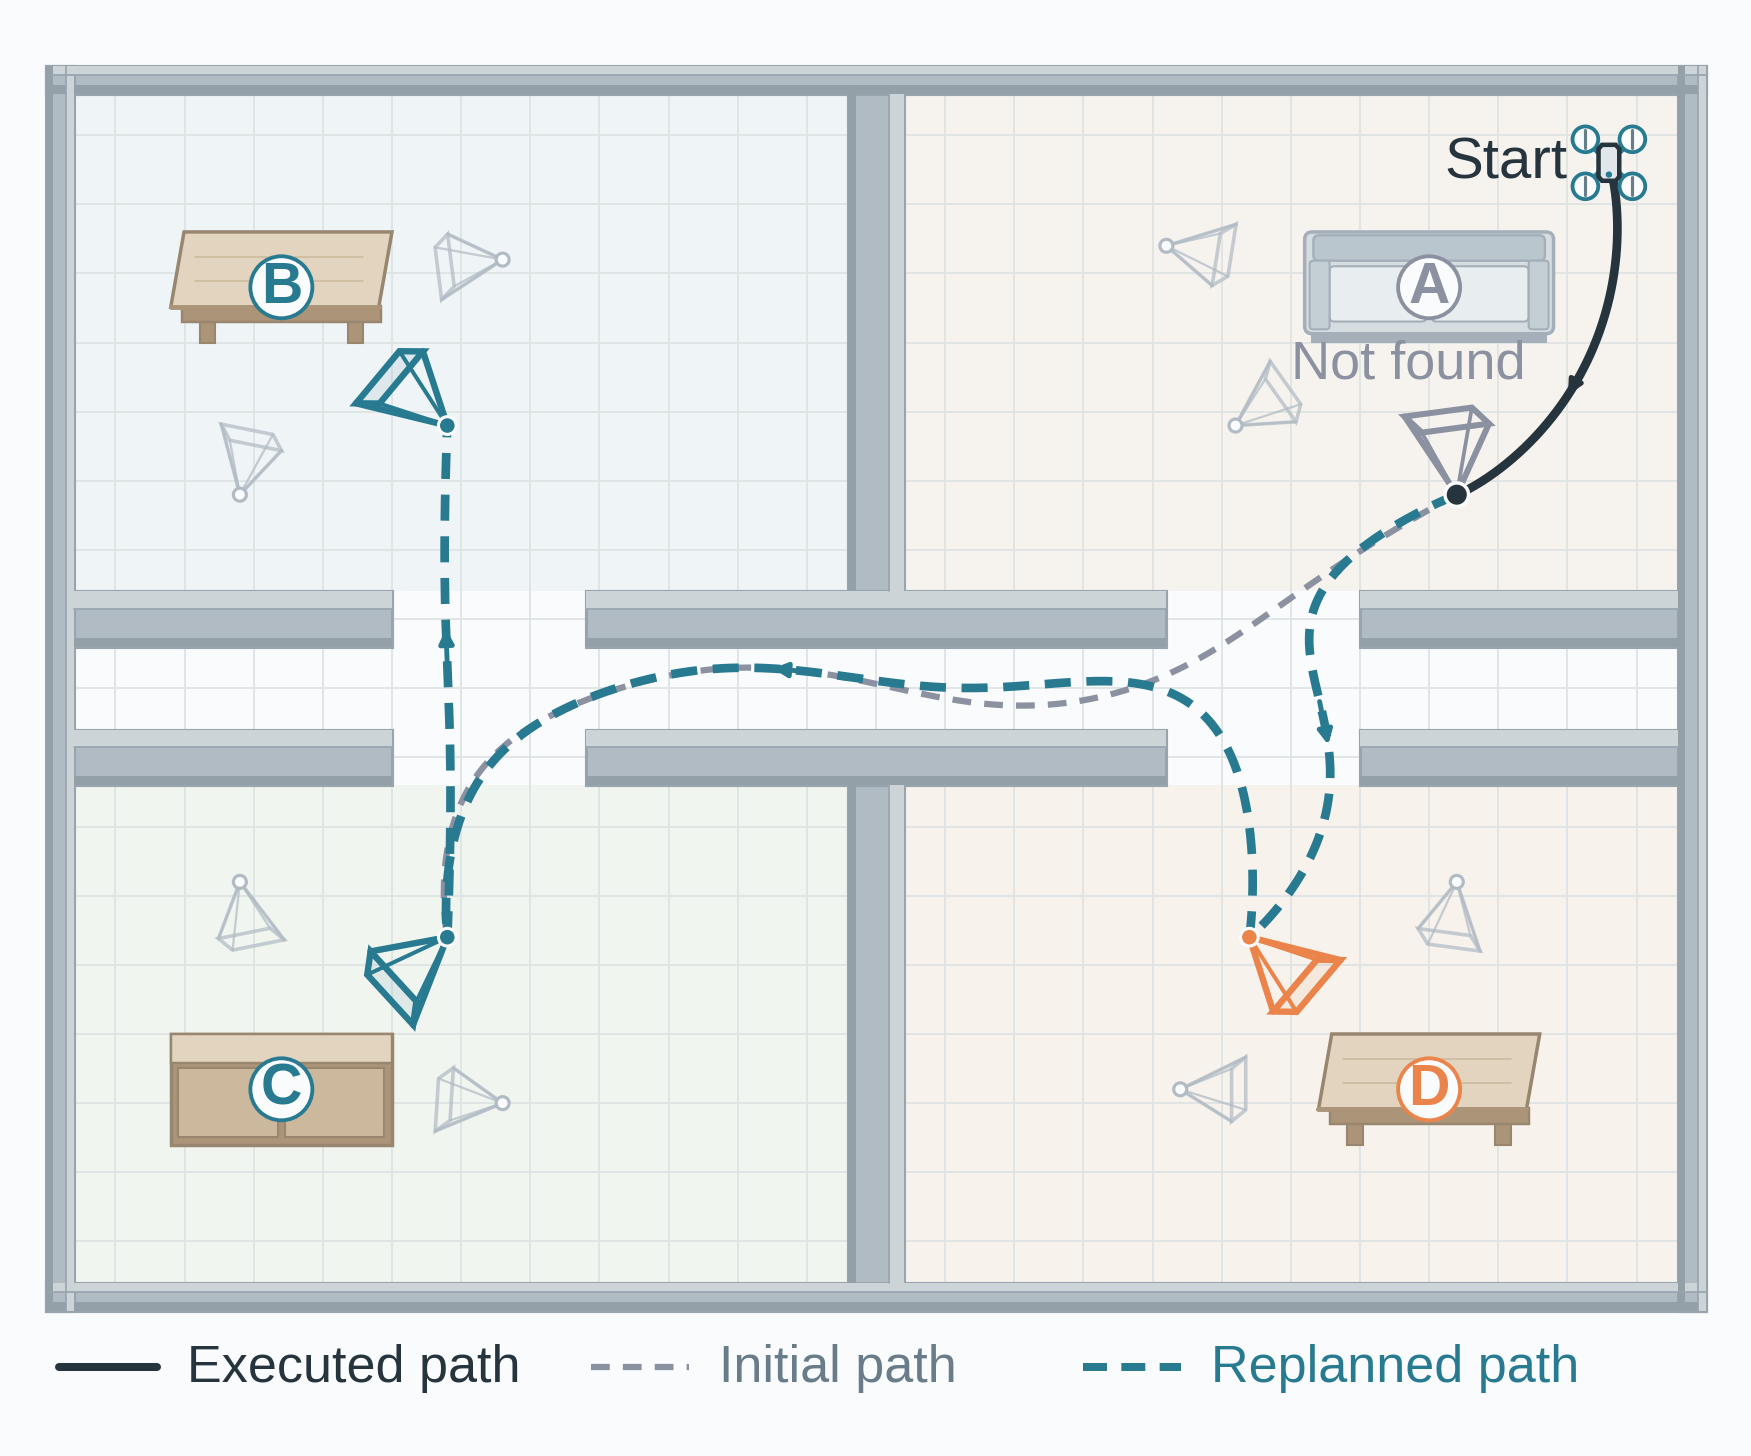 Start
B
A
Not found
C
D
Executed path
Initial path
Replanned path